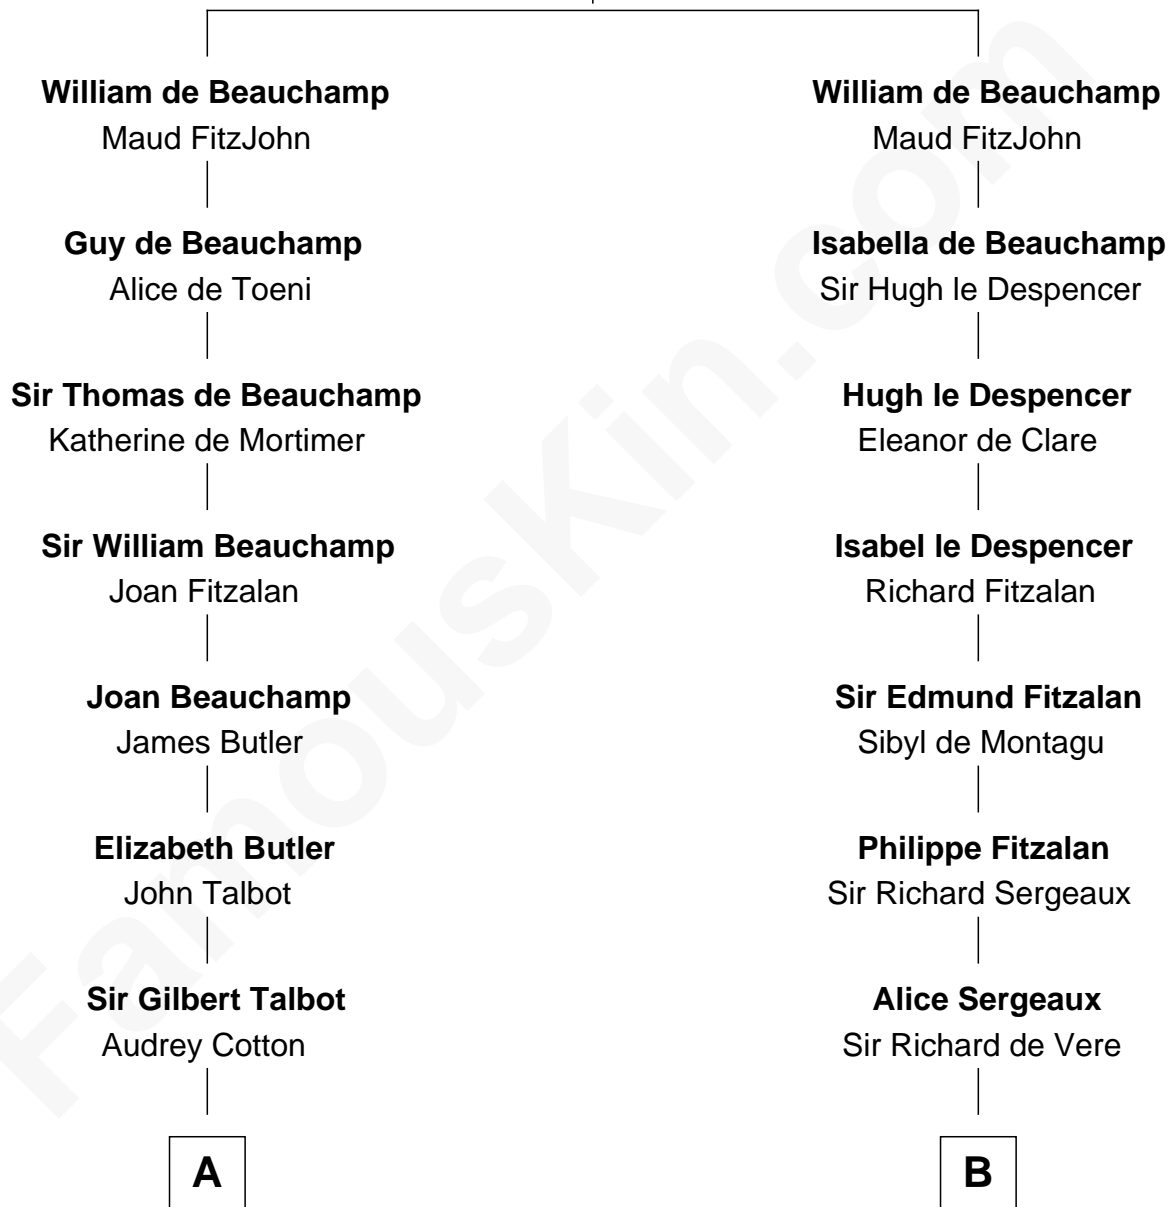 William de Beauchamp
Maud FitzJohn
Guy de Beauchamp
Alice de Toeni
Sir Thomas de Beauchamp
Katherine de Mortimer
Sir William Beauchamp
Joan Fitzalan
Joan Beauchamp
James Butler
Elizabeth Butler
John Talbot
Sir Gilbert Talbot
Audrey Cotton
A
William de Beauchamp
Maud FitzJohn
Isabella de Beauchamp
Sir Hugh le Despencer
Hugh le Despencer
Eleanor de Clare
Isabel le Despencer
Richard Fitzalan
Sir Edmund Fitzalan
Sibyl de Montagu
Philippe Fitzalan
Sir Richard Sergeaux
Alice Sergeaux
Sir Richard de Vere
B
FamousKin.com